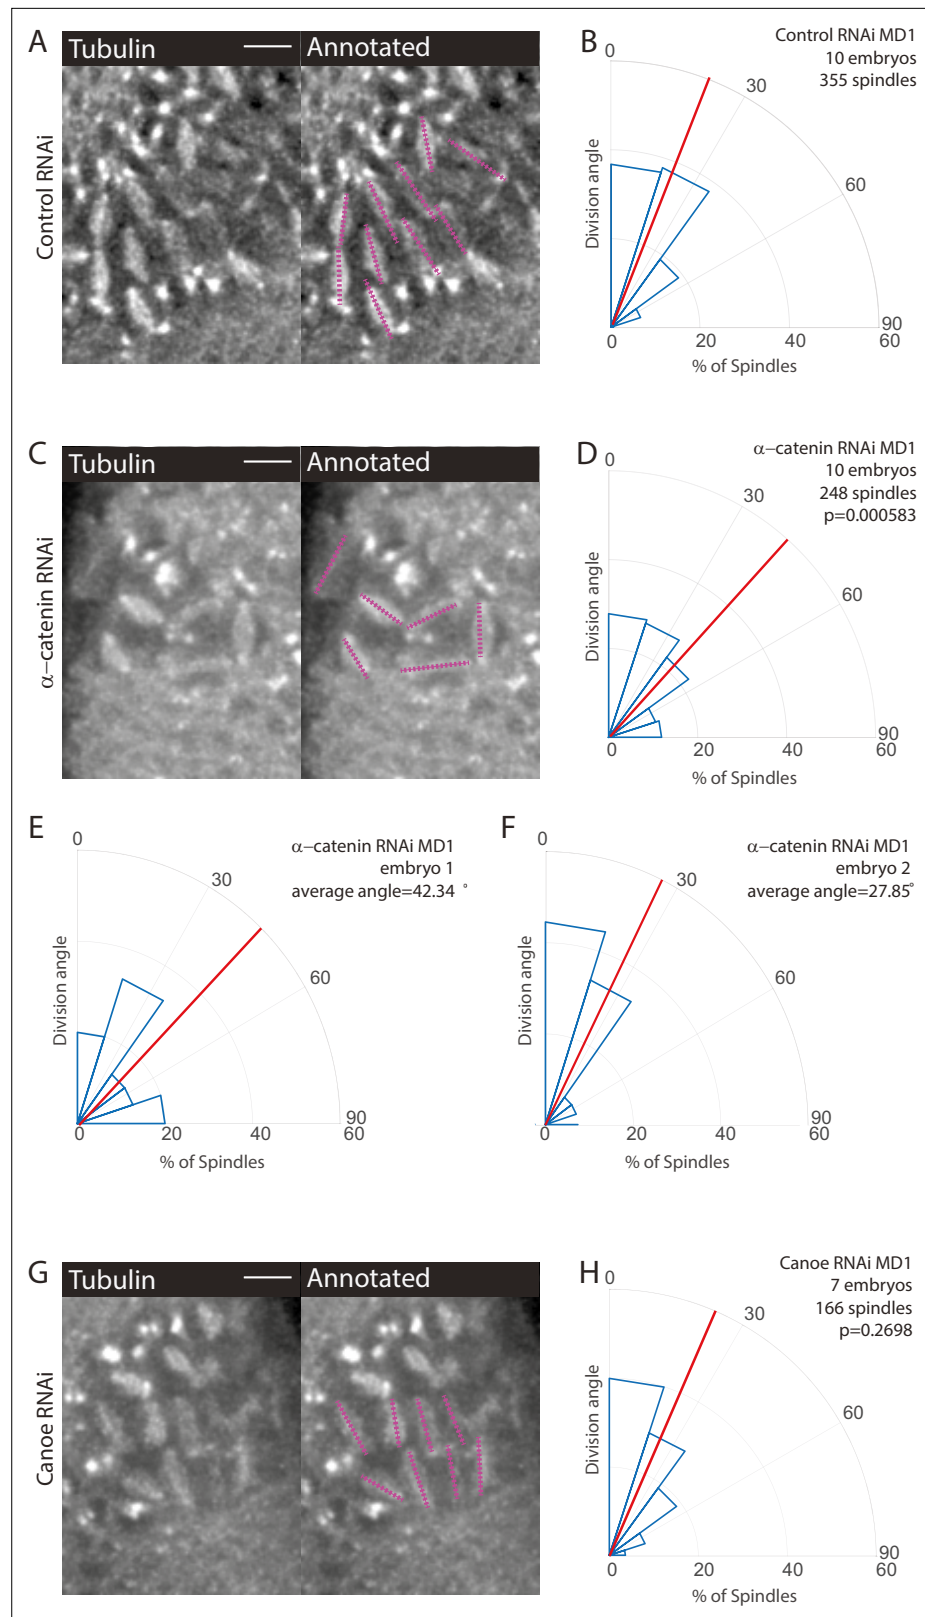 A
Tubulin
Annotated
Control RNAi
B
Control RNAi MD1
10 embryos
355 spindles
0
30
60
90
Division angle
0
20
40
60
% of Spindles
C
Tubulin
Annotated
α–catenin RNAi
D
α–catenin RNAi MD1
10 embryos
248 spindles
p=0.000583
0
30
60
90
Division angle
0
20
40
60
% of Spindles
E
α–catenin RNAi MD1
embryo 1
average angle=42.34 °
0
30
60
90
Division angle
0
20
40
60
% of Spindles
F
α–catenin RNAi MD1
embryo 2
average angle=27.85°
0
30
60
90
Division angle
0
20
40
60
% of Spindles
G
Tubulin
Annotated
Canoe RNAi
H
Canoe RNAi MD1
7 embryos
166 spindles
p=0.2698
0
30
60
90
Division angle
0
20
40
60
% of Spindles